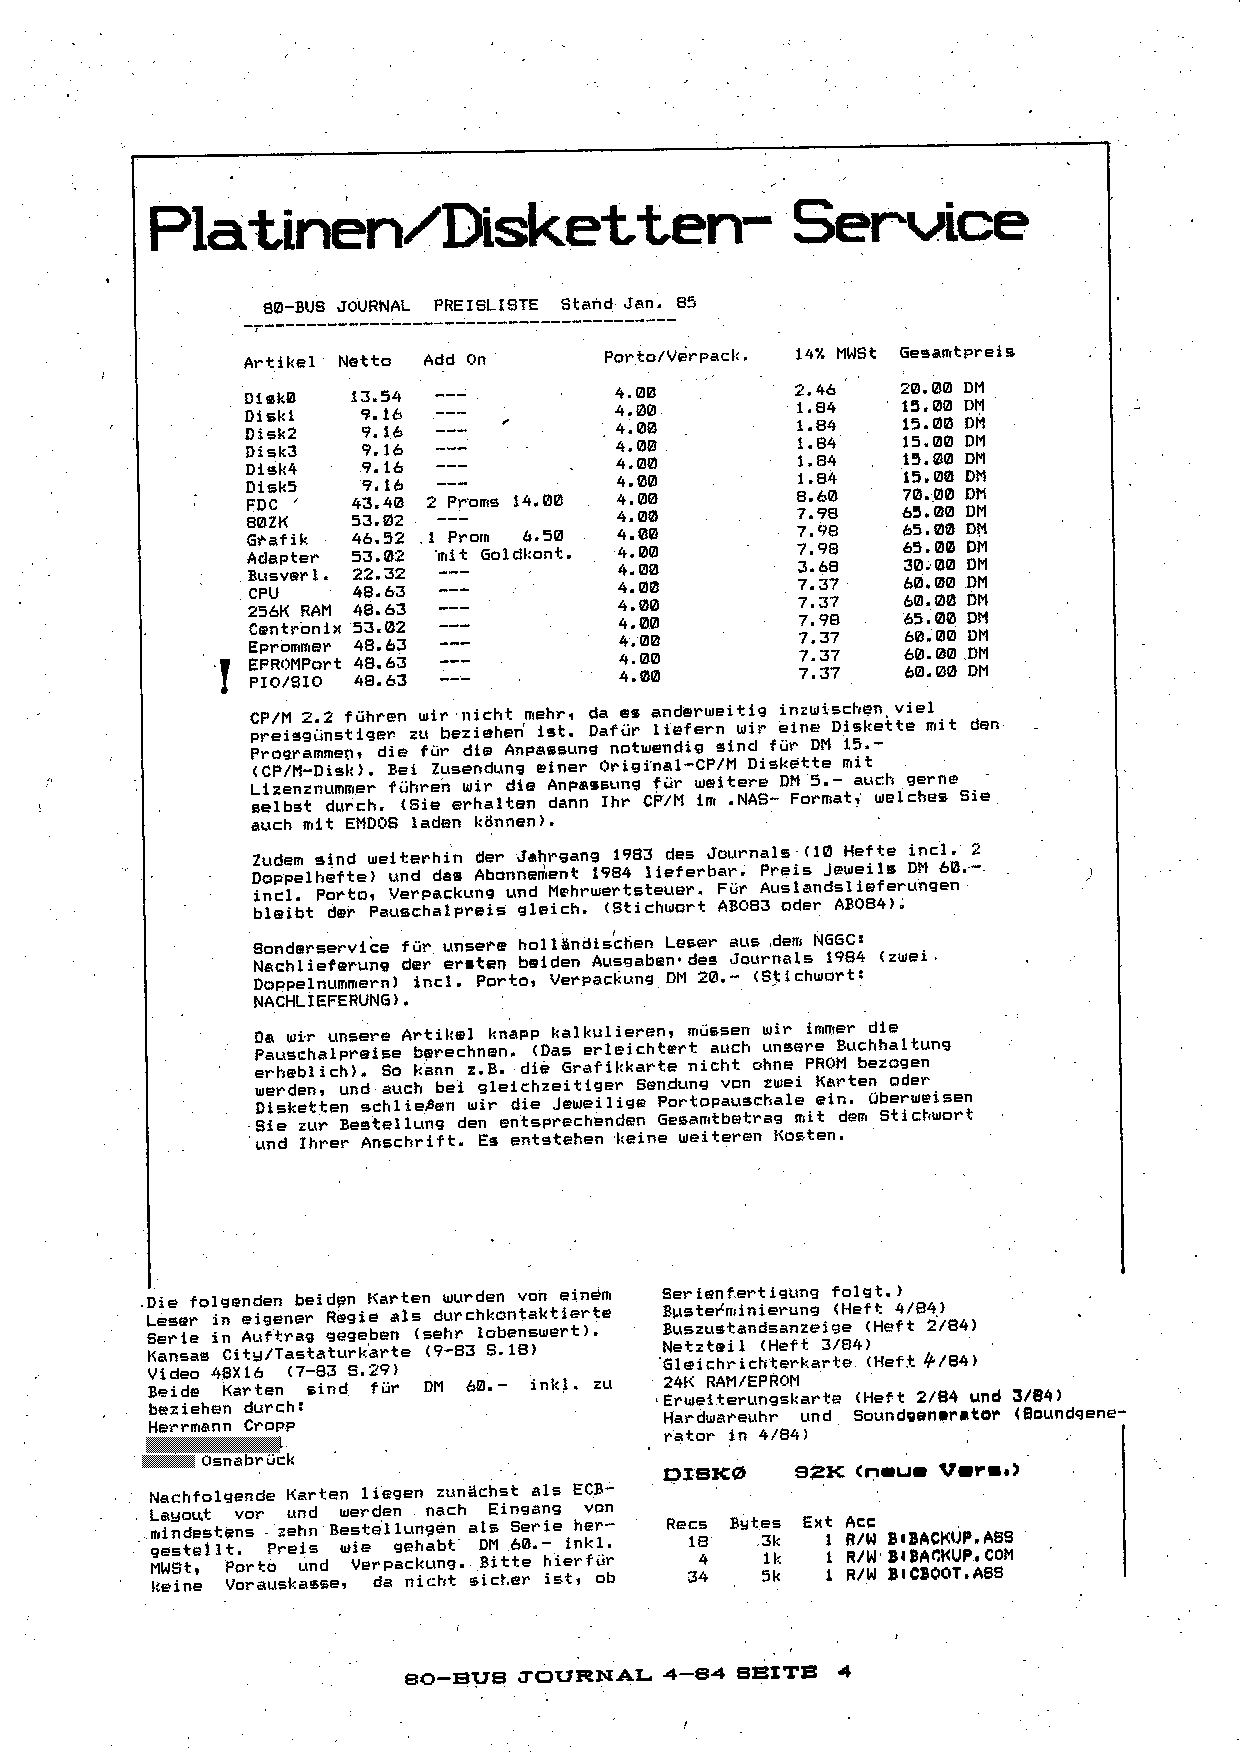 Platinen/Disketten- Service
80-BUS JOURNAL PREISLISTE Stand Jan. 85
------------------------------------
Artikel Netto Add On Porto/Verpack. 14% MWSt Gesamtpreis
Disk0 13.54 --- 4.00 2.46 20.00 DM
Disk1 9.16 --- 4.00 1.84 15.00 DM
Disk2 9.16 --- 4.00 1.84 15.00 DM
Disk3 9.16 --- 4.00 1.84 15.00 DM
Disk4 9.16 --- 4.00 1.84 15.00 DM
Disk5 9.16 --- 4.00 1.84 15.00 DM
FDC 43.40 2 Proms 14.00 4.00 8.60 70.00 DM
80ZK 53.02 --- 4.00 7.98 65.00 DM
Grafik 46.52 1 Prom 6.50 4.00 7.98 65.00 DM
Adapter 53.02 mit Goldkont. 4.00 7.98 65.00 DM
Busverl. 22.32 --- 4.00 3.68 30.00 DM
CPU 48.63 --- 4.00 7.37 60.00 DM
256K RAM 48.63 --- 4.00 7.37 60.00 DM
Centronix 53.02 --- 4.00 7.98 65.00 DM
Eprommer 48.63 --- 4.00 7.37 60.00 DM
! EPROMPort 48.63 --- 4.00 7.37 60.00 DM
PIO/SIO 48.63 --- 4.00 7.37 60.00 DM
CP/M 2.2 führen wir nicht mehr, da es anderweitig inzwischen viel
preisgünstiger zu beziehen ist. Dafür liefern wir eine Diskette mit den
Programmen, die für die Anpassung notwendig sind für DM 15.-
(CP/M-Disk). Bei Zusendung einer Original-CP/M Diskette mit
Lizenznummer führen wir die Anpassung für weitere DM 5.- auch gerne
selbst durch. (Sie erhalten dann Ihr CP/M im .NAS- Format, welches Sie
auch mit EMDOS laden können).
Zudem sind weiterhin der Jahrgang 1983 des Journals (10 Hefte incl. 2
Doppelhefte) und das Abonnement 1984 lieferbar. Preis jeweils DM 60.-
incl. Porto, Verpackung und Mehrwertsteuer. Für Auslandslieferungen
bleibt der Pauschalpreis gleich. (Stichwort ABO83 oder ABO84).
Sonderservice für unsere holländischen Leser aus dem NGGC:
Nachlieferung der ersten beiden Ausgaben des Journals 1984 (zwei
Doppelnummern) incl. Porto, Verpackung DM 20.- (Stichwort:
NACHLIEFERUNG).
Da wir unsere Artikel knapp kalkulieren, müssen wir immer die
Pauschalpreise berechnen. (Das erleichtert auch unsere Buchhaltung
erheblich). So kann z.B. die Grafikkarte nicht ohne PROM bezogen
werden, und auch bei gleichzeitiger Sendung von zwei Karten oder
Disketten schließen wir die jeweilige Portopauschale ein. Überweisen
Sie zur Bestellung den entsprechenden Gesamtbetrag mit dem Stichwort
und Ihrer Anschrift. Es entstehen keine weiteren Kosten.
Die folgenden beiden Karten wurden von einem
Leser in eigener Regie als durchkontaktierte
Serie in Auftrag gegeben (sehr lobenswert).
Kansas City/Tastaturkarte (9-83 S.18)
Video 48X16 (7-83 S.29)
Beide Karten sind für DM 60.- inkl. zu
beziehen durch:
Herrmann Cropp
Osnabrück
Nachfolgende Karten liegen zunächst als ECB-
Layout vor und werden nach Eingang von
mindestens zehn Bestellungen als Serie her-
gestellt. Preis wie gehabt DM 60.- inkl.
MWSt, Porto und Verpackung. Bitte hierfür
keine Vorauskasse, da nicht sicher ist, ob
Serienfertigung folgt.)
Busterminierung (Heft 4/84)
Buszustandsanzeige (Heft 2/84)
Netzteil (Heft 3/84)
Gleichrichterkarte (Heft 4/84)
24K RAM/EPROM
Erweiterungskarte (Heft 2/84 und 3/84)
Hardwareuhr und Soundgenerator (Soundgene-
rator in 4/84)
DISK0 92K (neue Vers.)
Recs Bytes Ext Acc
18 3k 1 R/W B:BACKUP.ASS
4 1k 1 R/W B:BACKUP.COM
34 5k 1 R/W B:CBOOT.ASS
80-BUS JOURNAL 4-84 SEITE 4